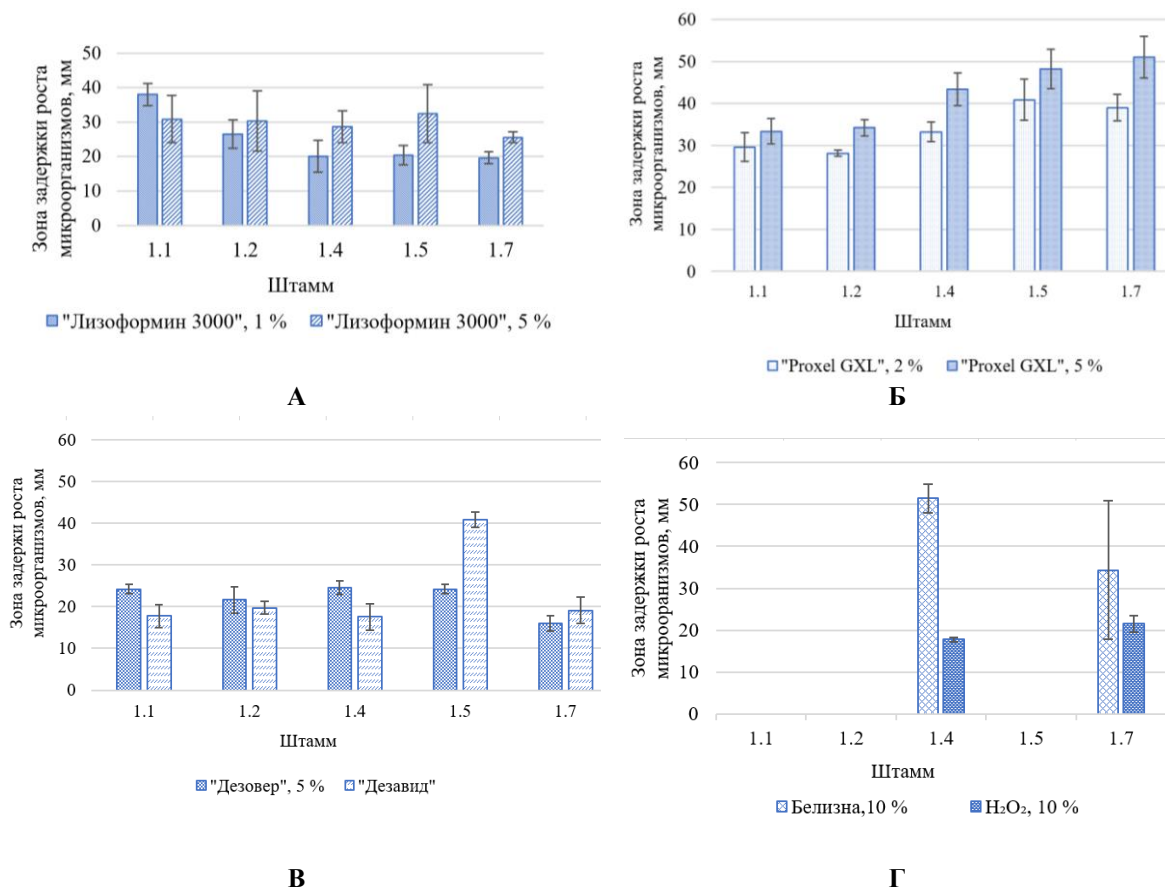 Зона задержки роста
микроорганизмов, мм
50
40
30
20
10
0
1.1 1.2 1.4 1.5 1.7
Штамм
"Лизоформин 3000", 1 % "Лизоформин 3000", 5 %
А
Зона задержки роста
микроорганизмов, мм
60
50
40
30
20
10
0
1.1 1.2 1.4 1.5 1.7
Штамм
"Proxel GXL", 2 % "Proxel GXL", 5 %
Б
Зона задержи роста
микроорганизмов, мм
60
50
40
30
20
10
0
1.1 1.2 1.4 1.5 1.7
Штамм
"Дезовер", 5 % "Дезавид"
В
Зона задержки роста
микрооранизмов, мм
60
50
40
30
20
10
0
1.1 1.2 1.4 1.5 1.7
Штамм
Белизна,10 % H₂O₂, 10 %
Г